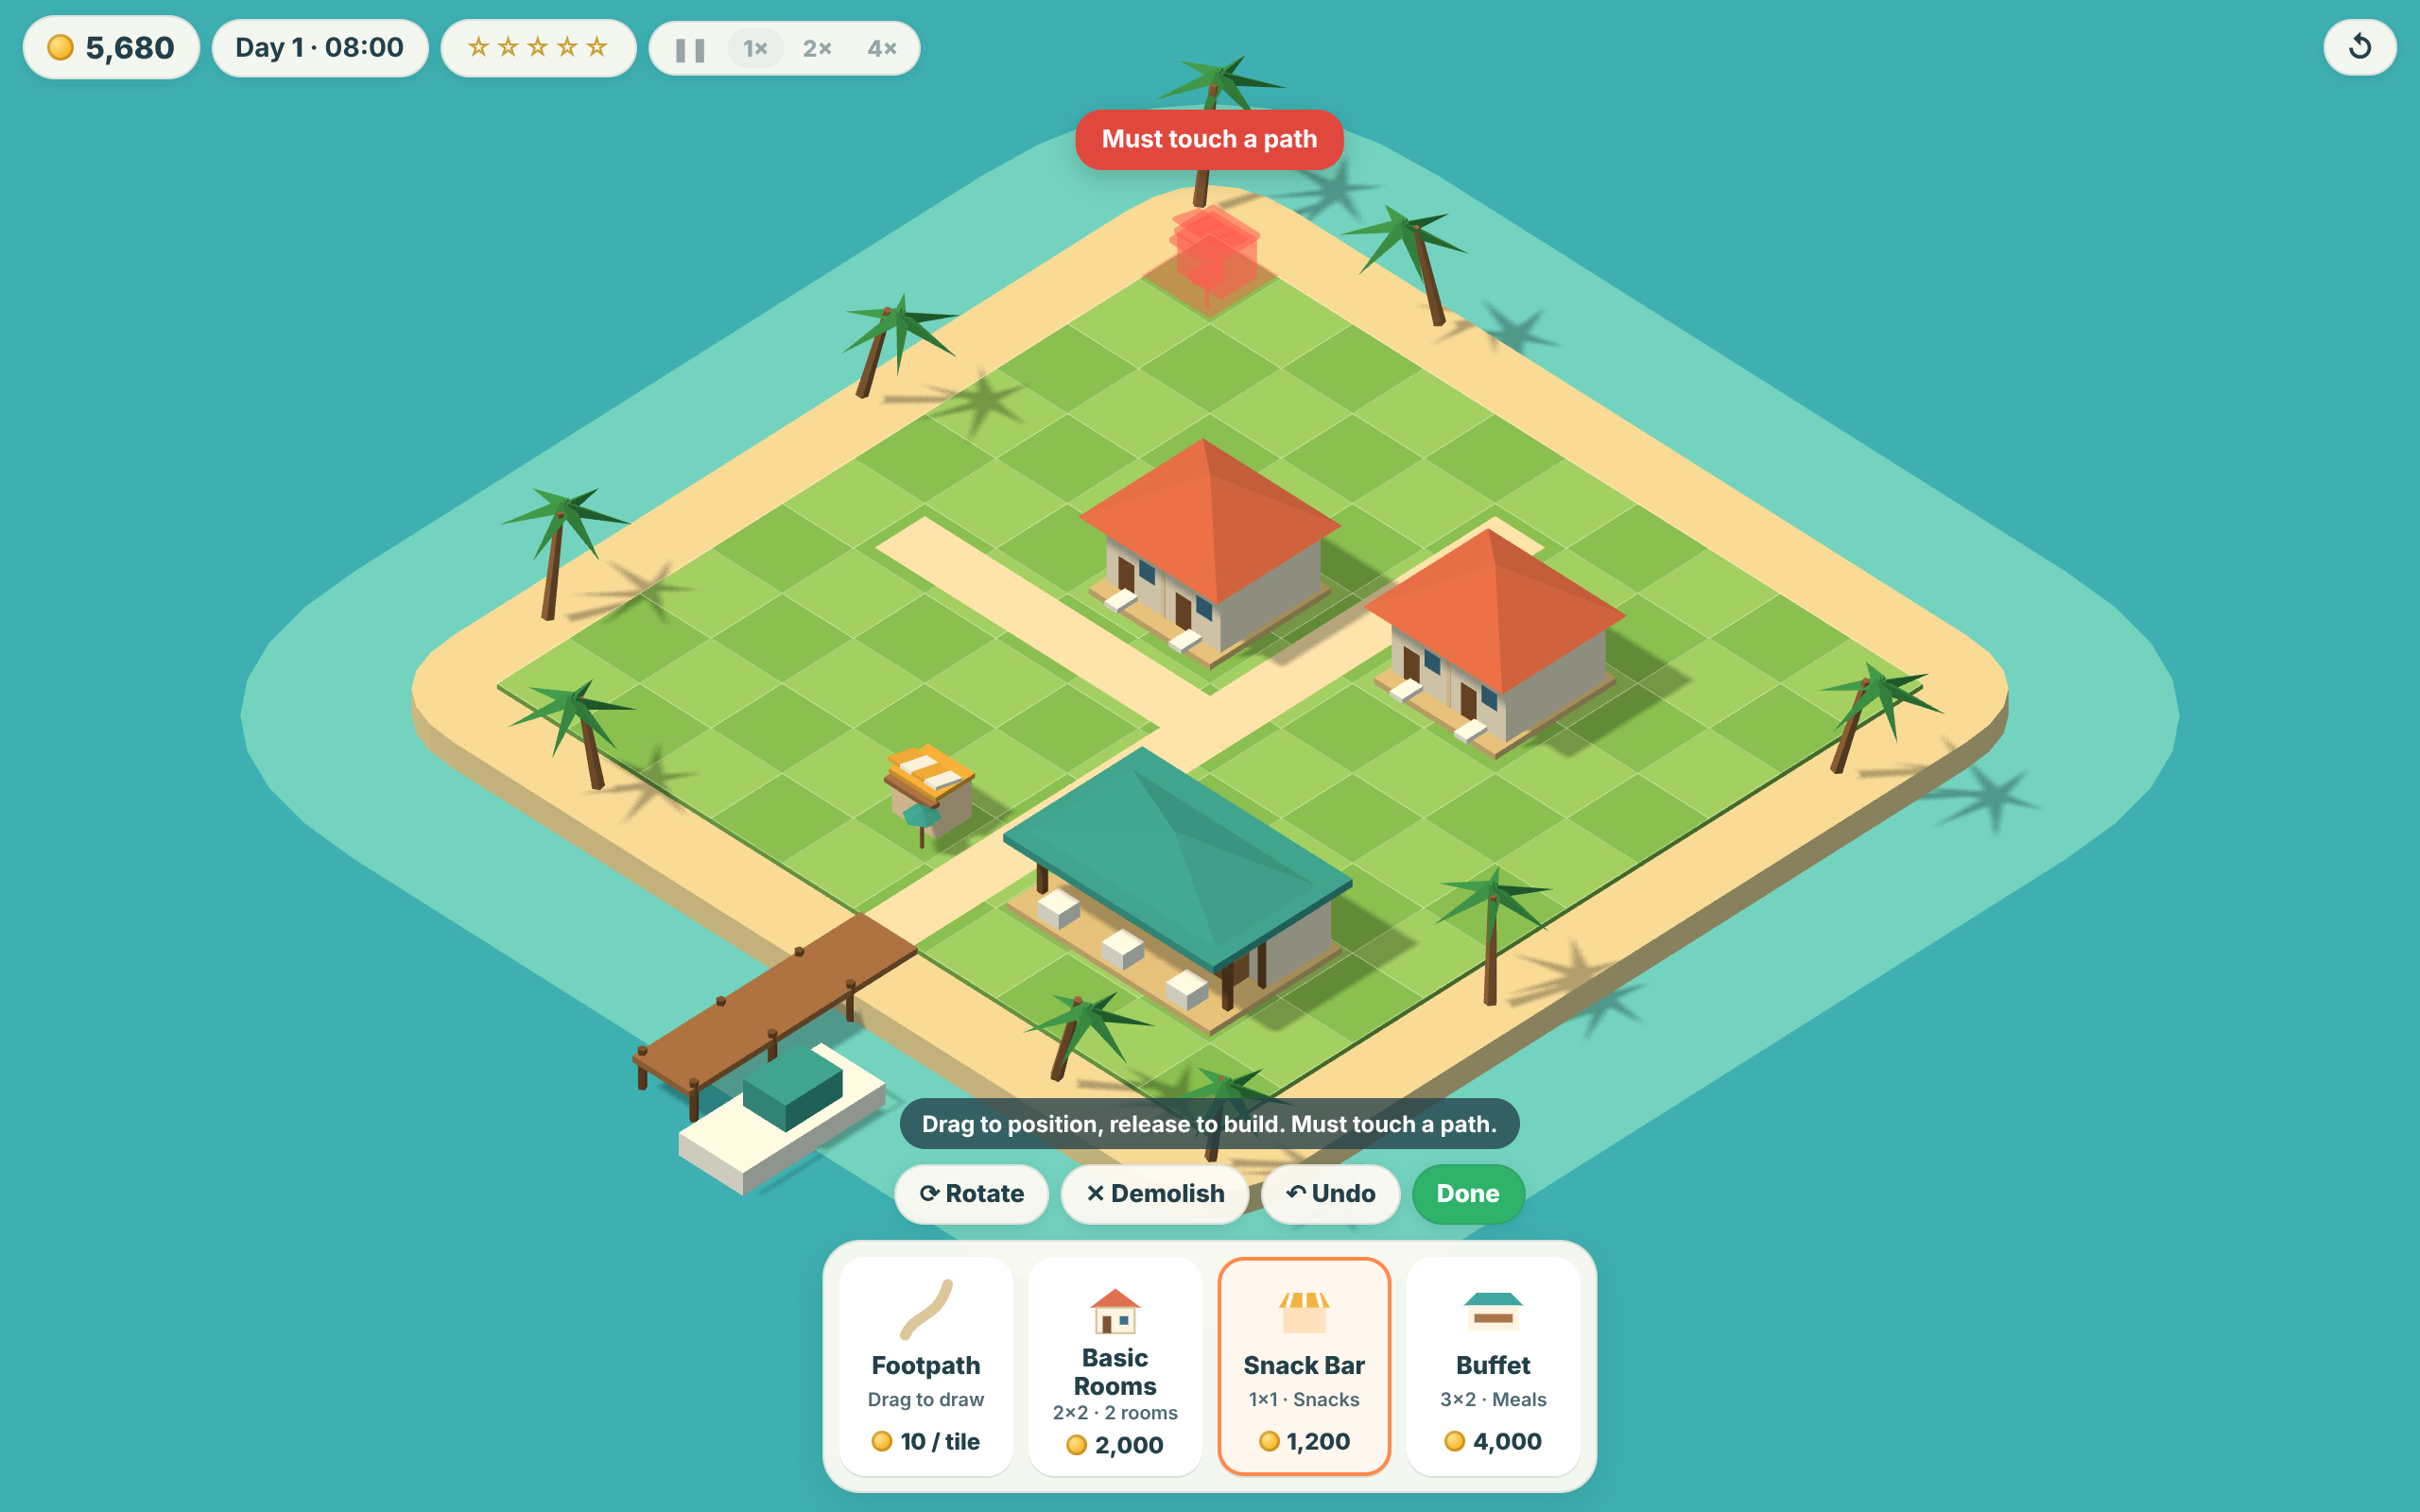 5,680
Day 1 · 08:00
1×
2×
4×
Must touch a path
Drag to position, release to build. Must touch a path.
Rotate
Demolish
Undo
Done
Footpath
Drag to draw
10 / tile
Basic
Rooms
2×2 · 2 rooms
2,000
Snack Bar
1×1 · Snacks
1,200
Buffet
3×2 · Meals
4,000